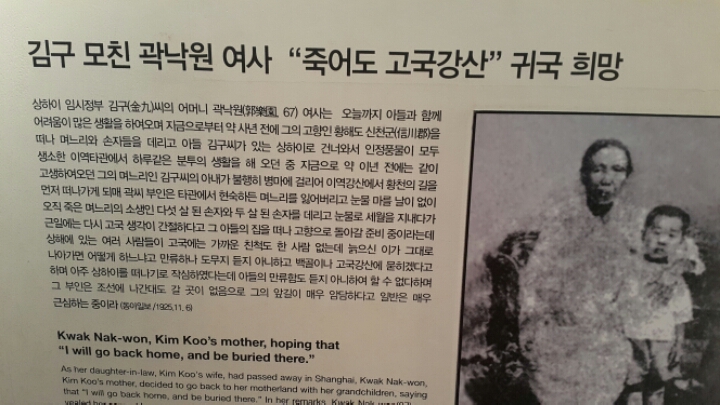 김구 모친 곽낙원 여사 “죽어도 고국강산” 귀국 희망
상하이 임시정부 김구(金九)씨의 어머니 곽낙원(郭樂園, 67) 여사는 오늘까지 아들과 함께
어려움이 많은 생활을 하여오며 지금으로부터 약 사년 전에 그의 고향인 황해도 신천군(信川郡)을
떠나 며느리와 손자들을 데리고 아들 김구씨가 있는 상하이로 건너와서 인정풍물이 모두
생소한 이역타관에서 하루같은 분투의 생활을 해 오던 중 지금으로 약 이년 전에는 같이
고생하여오던 그의 며느리인 김구씨의 아내가 불행히 병마에 걸리어 이역강산에서 황천의 길을
먼저 떠나가게 되매 곽씨 부인은 타관에서 현숙하든 며느리를 잃어버리고 눈물 마를 날이 없이
오직 죽은 며느리의 소생인 다섯 살 된 손자와 두 살 된 손자를 데리고 눈물로 세월을 지내다가
근일에는 다시 고국 생각이 간절하다고 그 아들의 집을 떠나 고향으로 돌아갈 준비 중이라는데
상해에 있는 여러 사람들이 고국에는 가까운 친척도 한 사람 없는데 늙으신 이가 그대로
나아가면 어떻게 하느냐고 만류하나 도무지 듣지 아니하고 백골이나 고국강산에 묻히겠다고
하며 아주 상하이를 떠나기로 작심하였다는데 아들의 만류함도 듣지 아니하여 할 수 없다하며
그 부인은 조선에 나간대도 갈 곳이 없음으로 그의 앞길이 매우 암담하다고 일반은 매우
근심하는 중이라 (동아일보/1925.11. 6)
Kwak Nak-won, Kim Koo's mother, hoping that
“I will go back home, and be buried there.”
As her daughter-in-law, Kim Koo's wife, had passed away in Shanghai, Kwak Nak-won,
Kim Koo's mother, decided to go back to her motherland with her grandchildren, saying
that “I will go back home, and be buried there.” In her remarks, Kwak Nak-won(67)